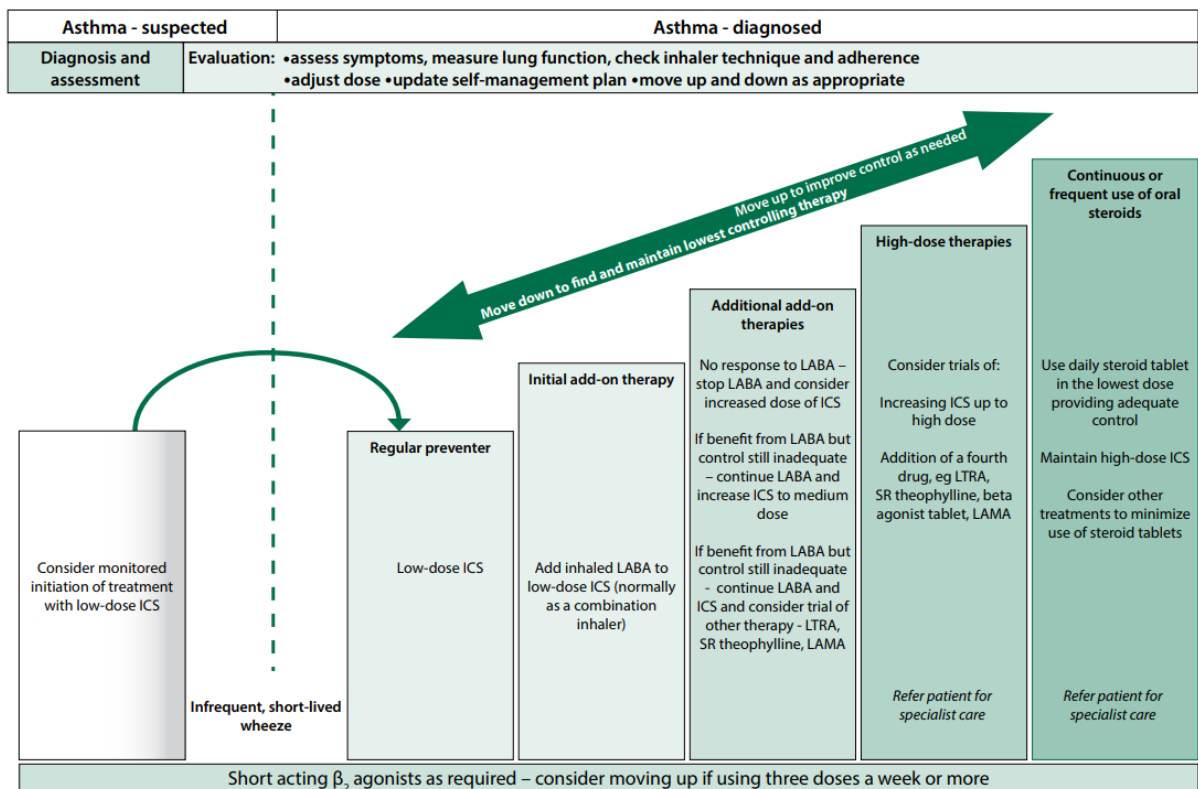 Asthma - suspected
Asthma - diagnosed
Diagnosis and
assessment
Evaluation: •assess symptoms, measure lung function, check inhaler technique and adherence
•adjust dose •update self-management plan •move up and down as appropriate
Move up to improve control as needed
Move down to find and maintain lowest controlling therapy
Consider monitored
initiation of treatment
with low-dose ICS
Infrequent, short-lived
wheeze
Regular preventer
Low-dose ICS
Initial add-on therapy
Add inhaled LABA to
low-dose ICS (normally
as a combination
inhaler)
Additional add-on
therapies
No response to LABA –
stop LABA and consider
increased dose of ICS
If benefit from LABA but
control still inadequate
– continue LABA and
increase ICS to medium
dose
If benefit from LABA but
control still inadequate
- continue LABA and
ICS and consider trial of
other therapy - LTRA,
SR theophylline, LAMA
High-dose therapies
Consider trials of:
Increasing ICS up to
high dose
Addition of a fourth
drug, eg LTRA,
SR theophylline, beta
agonist tablet, LAMA
Refer patient for
specialist care
Continuous or
frequent use of oral
steroids
Use daily steroid tablet
in the lowest dose
providing adequate
control
Maintain high-dose ICS
Consider other
treatments to minimize
use of steroid tablets
Refer patient for
specialist care
Short acting β₂ agonists as required – consider moving up if using three doses a week or more